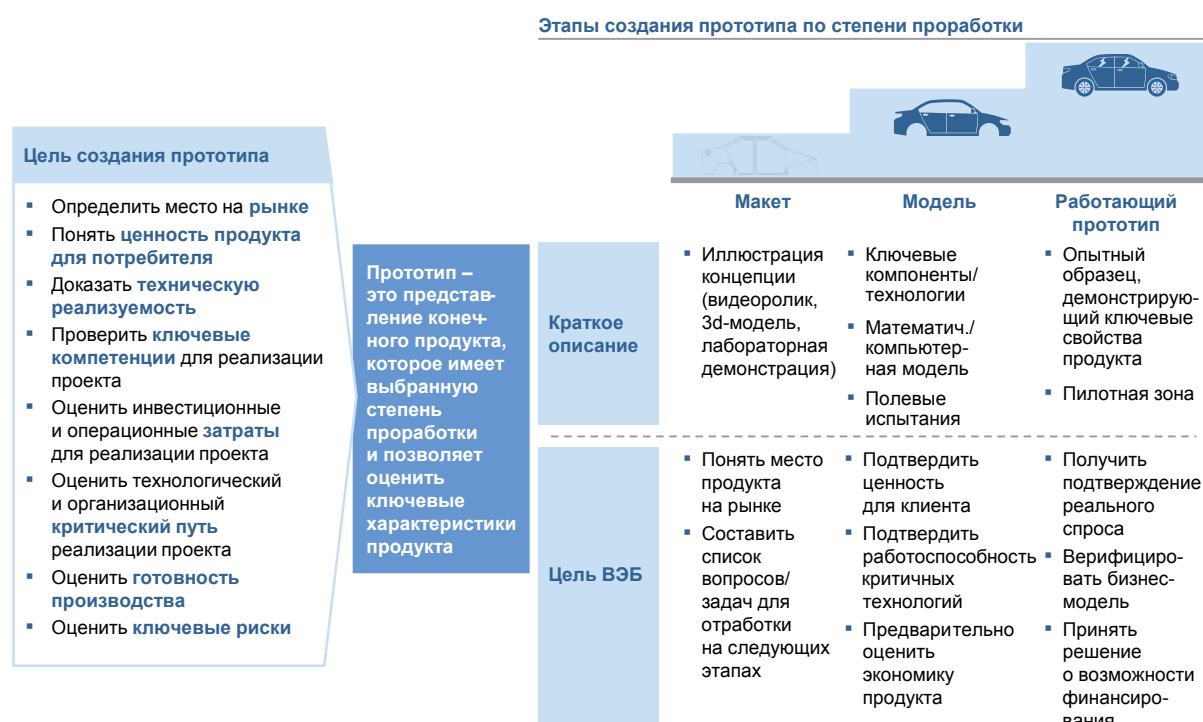 Этапы создания прототипа по степени проработки
Цель создания прототипа
▪ Определить место на рынке
▪ Понять ценность продукта
для потребителя
▪ Доказать техническую
реализуемость
▪ Проверить ключевые
компетенции для реализации
проекта
▪ Оценить инвестиционные
и операционные затраты
для реализации проекта
▪ Оценить технологический
и организационный
критический путь
реализации проекта
▪ Оценить готовность
производства
▪ Оценить ключевые риски
Прототип –
это представ-
ление конеч-
ного продукта,
которое имеет
выбранную
степень
проработки
и позволяет
оценить
ключевые
характеристики
продукта
Макет
Модель
Работающий
прототип
Краткое
описание
▪ Иллюстрация
концепции
(видеоролик,
3d-модель,
лабораторная
демонстрация)
▪ Ключевые
компоненты/
технологии
▪ Математич./
компьютер-
ная модель
▪ Полевые
испытания
▪ Опытный
образец,
демонстрирую-
щий ключевые
свойства
продукта
▪ Пилотная зона
Цель ВЭБ
▪ Понять место
продукта
на рынке
▪ Составить
список
вопросов/
задач для
отработки
на следующих
этапах
▪ Подтвердить
ценность
для клиента
▪ Подтвердить
работоспособность
критичных
технологий
▪ Предварительно
оценить
экономику
продукта
▪ Получить
подтверждение
реального
спроса
▪ Верифициро-
вать бизнес-
модель
▪ Принять
решение
о возможности
финансиро-
вания